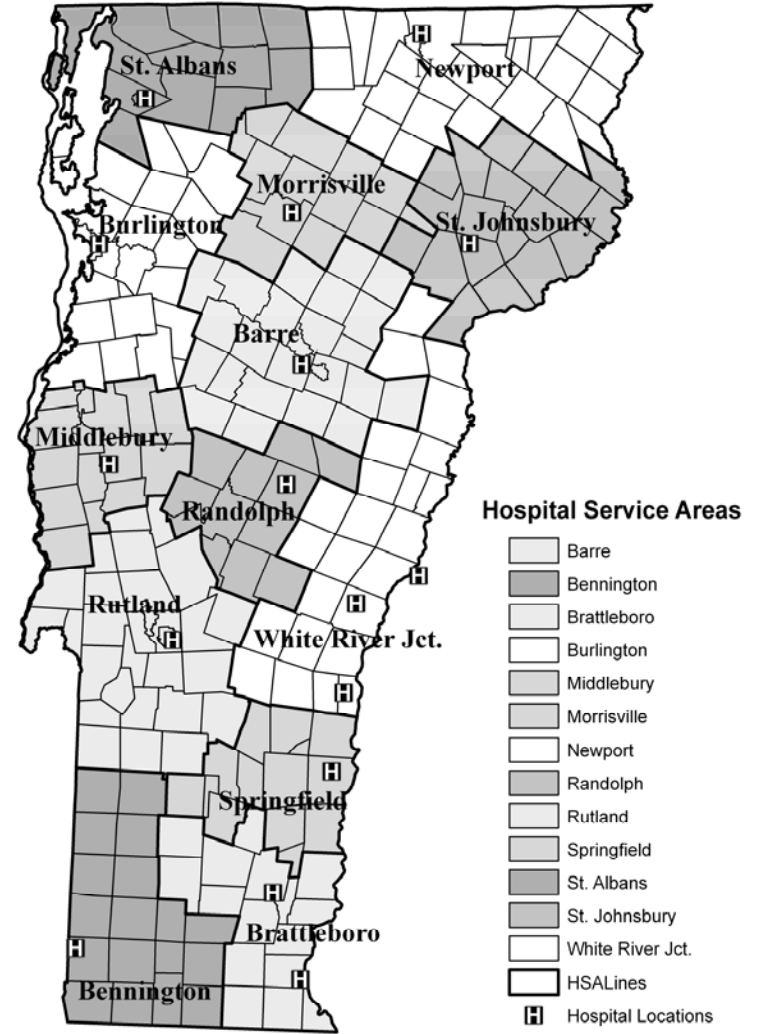 St. Albans
H
H
Newport
Morrisville
H
Burlington
H
St. Johnsbury
H
Barre
H
Middlebury
H
H
Randolph
H
Rutland
H
H
White River Jct.
H
H
Springfield
H
Brattleboro
H
H
Bennington
Hospital Service Areas
Barre
Bennington
Brattleboro
Burlington
Middlebury
Morrisville
Newport
Randolph
Rutland
Springfield
St. Albans
St. Johnsbury
White River Jct.
HSALines
H Hospital Locations